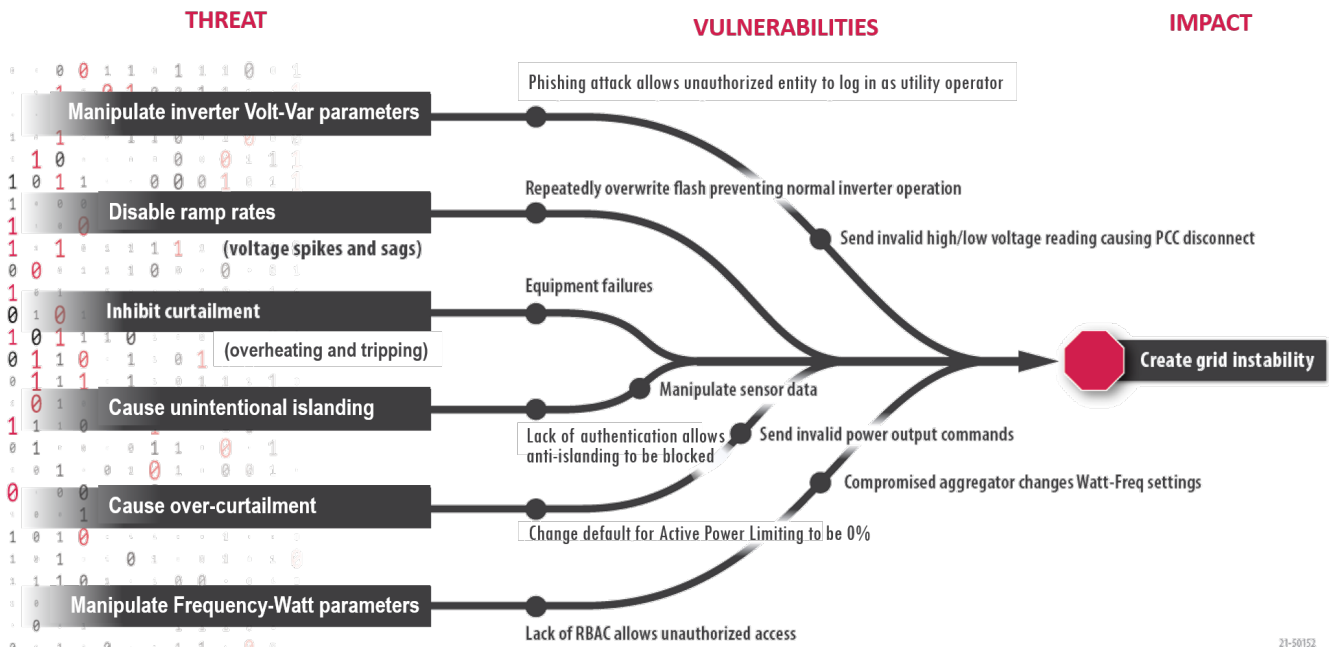 THREAT
VULNERABILITIES
IMPACT
Phishing attack allows unauthorized entity to log in as utility operator
Manipulate inverter Volt-Var parameters
Repeatedly overwrite flash preventing normal inverter operation
Disable ramp rates
(voltage spikes and sags)
Send invalid high/low voltage reading causing PCC disconnect
Equipment failures
Inhibit curtailment
(overheating and tripping)
Create grid instability
Manipulate sensor data
Cause unintentional islanding
Lack of authentication allows
anti-islanding to be blocked
Send invalid power output commands
Compromised aggregator changes Watt-Freq settings
Cause over-curtailment
Change default for Active Power Limiting to be 0%
Manipulate Frequency-Watt parameters
Lack of RBAC allows unauthorized access
21-50152